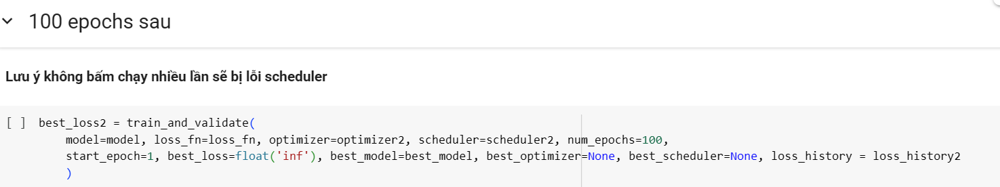 100 epochs sau
Lưu ý không bấm chạy nhiều lần sẽ bị lỗi scheduler
[ ] best_loss2 = train_and_validate(
model=model, loss_fn=loss_fn, optimizer=optimizer2, scheduler=scheduler2, num_epochs=100,
start_epoch=1, best_loss=float('inf'), best_model=best_model, best_optimizer=None, best_scheduler=None, loss_history = loss_history2
)